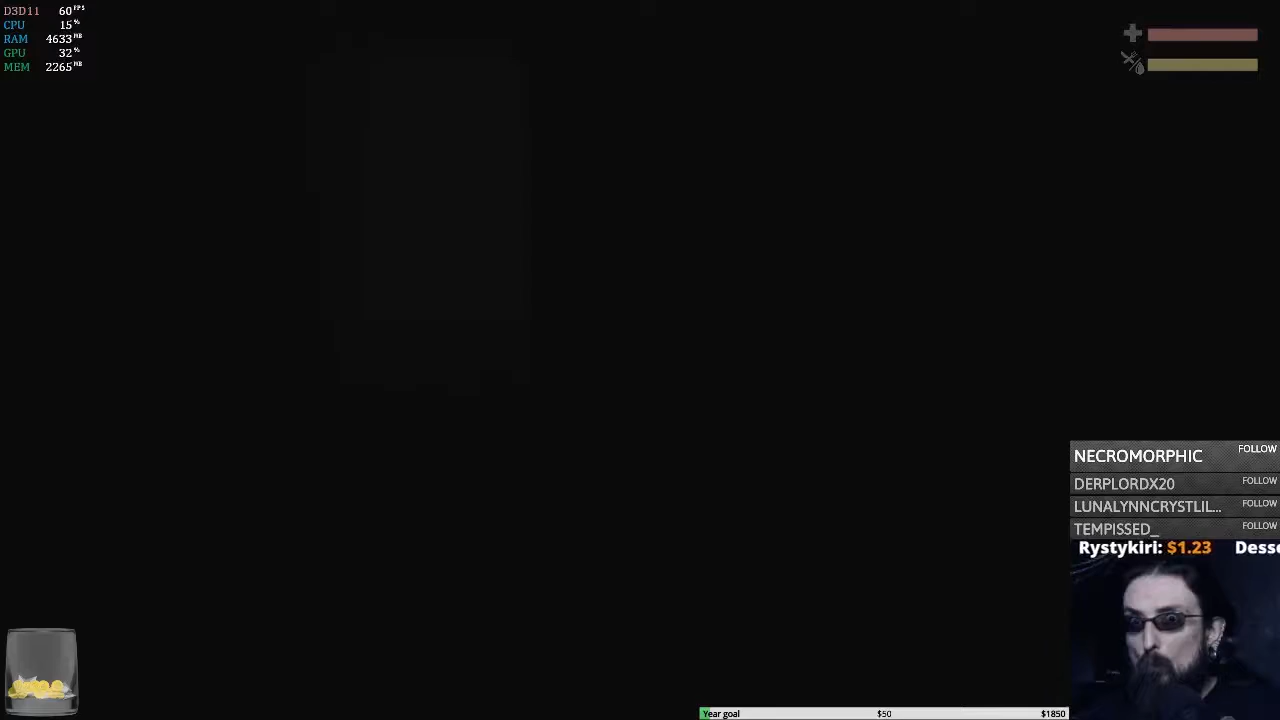 D3D11 60 FPS
CPU 15 %
RAM 4633 MB
GPU 32 %
MEM 2265 MB
NECROMORPHIC FOLLOW
DERPLORDX20 FOLLOW
LUNALYNNCRYSTLIL... FOLLOW
TEMPISSED_ FOLLOW
Rystykiri: $1.23 Desse
Year goal $50 $1850